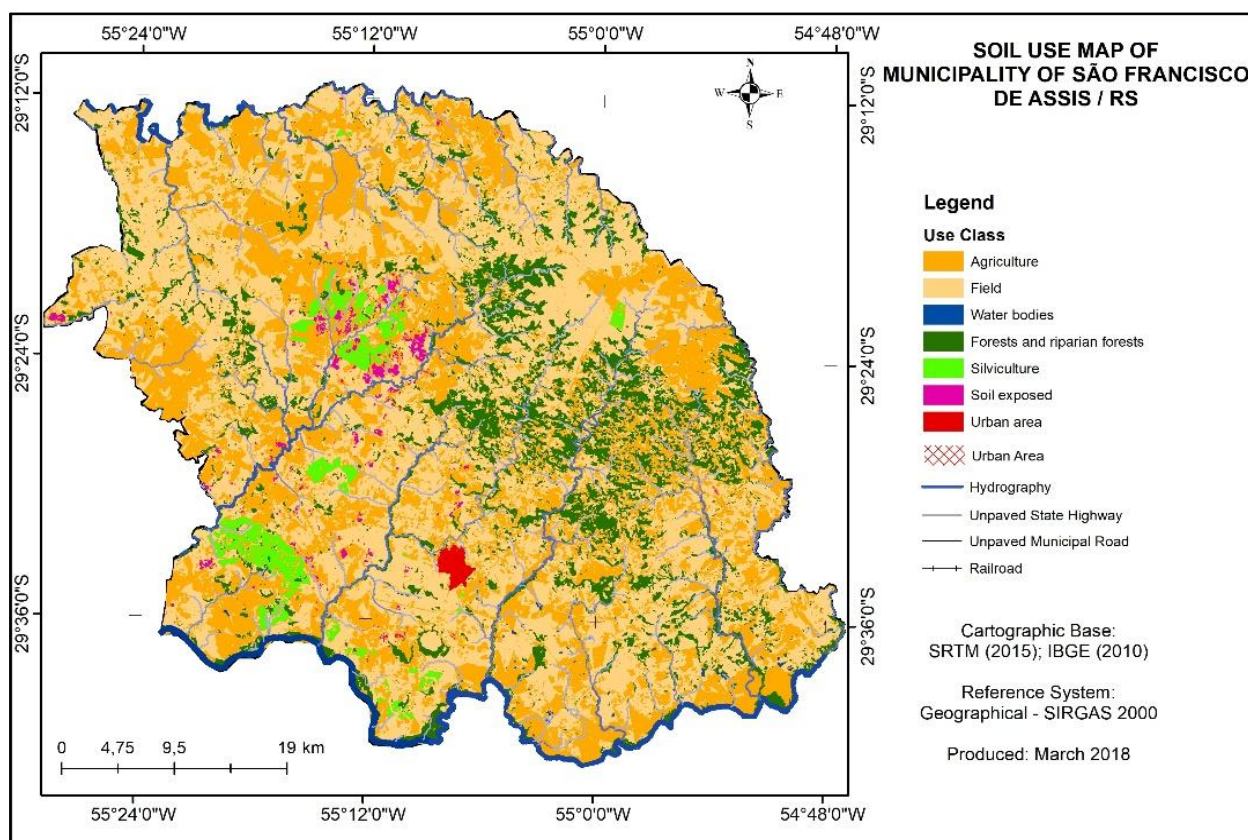 55°24'0"W 55°12'0"W 55°0'0"W 54°48'0"W
SOIL USE MAP OF
MUNICIPALITY OF SÃO FRANCISCO
DE ASSIS / RS
29°12'0"S
29°12'0"S
N
W E
S
Legend
Use Class
Agriculture
Field
Water bodies
Forests and riparian forests
Silviculture
Soil exposed
Urban area
Urban Area
Hydrography
Unpaved State Highway
Unpaved Municipal Road
Railroad
29°24'0"S
29°24'0"S
29°36'0"S
29°36'0"S
Cartographic Base:
SRTM (2015); IBGE (2010)
Reference System:
Geographical - SIRGAS 2000
Produced: March 2018
0 4,75 9,5 19 km
55°24'0"W 55°12'0"W 55°0'0"W 54°48'0"W